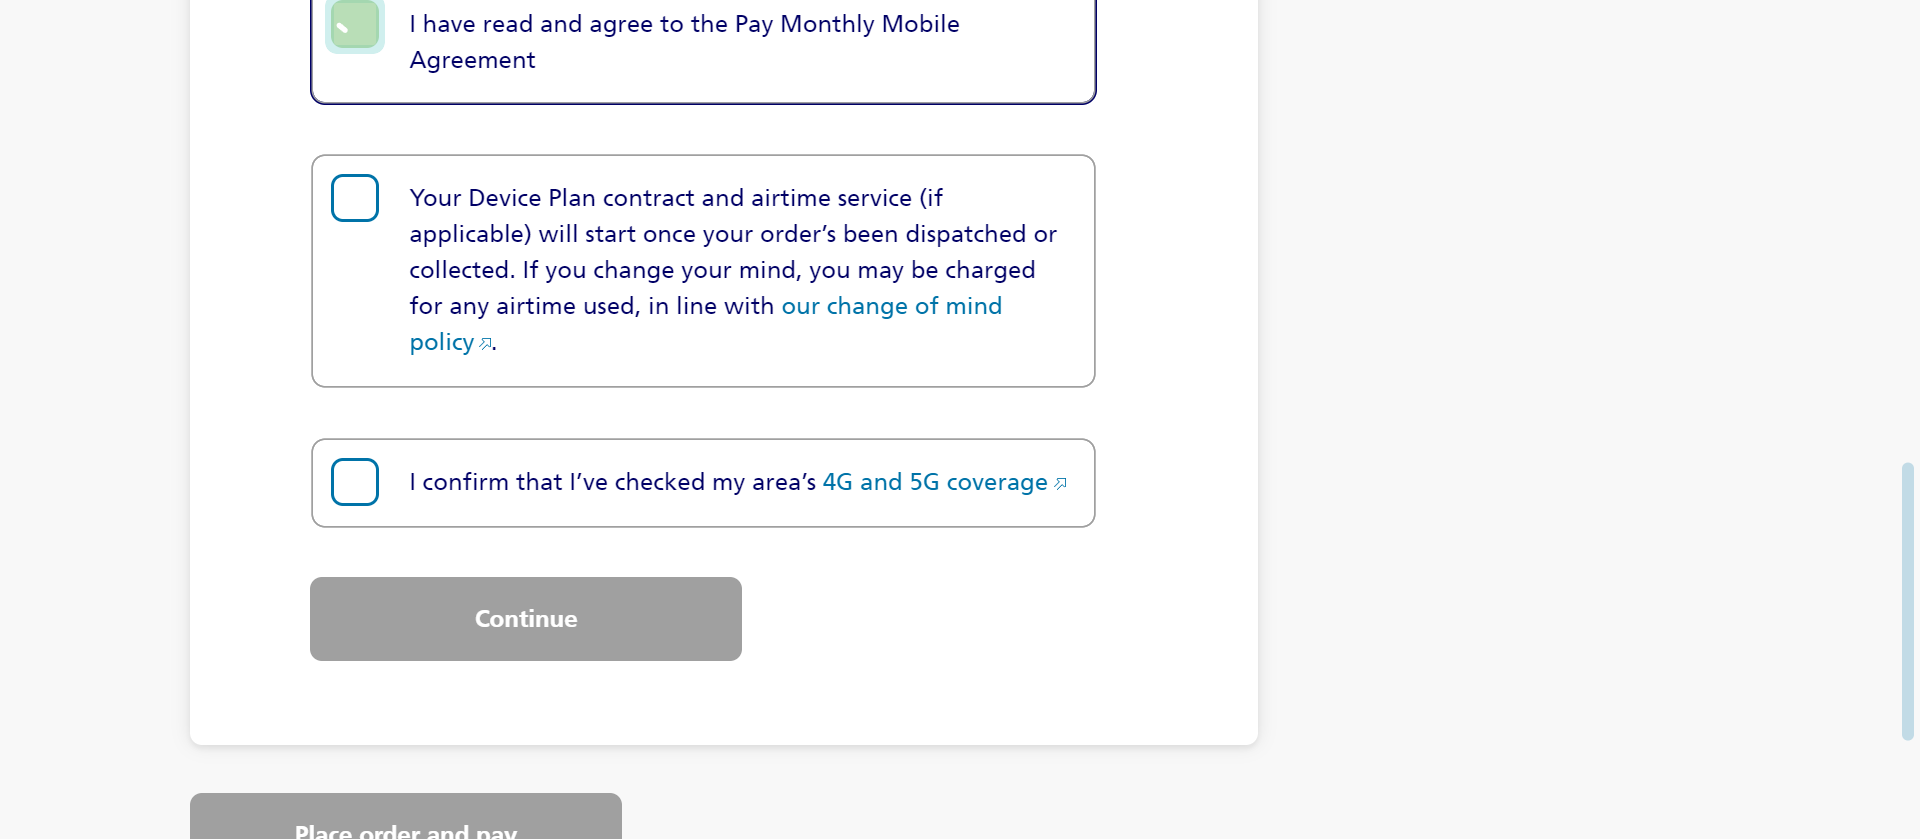 I have read and agree to the Pay Monthly Mobile
Agreement
Your Device Plan contract and airtime service (if
applicable) will start once your order’s been dispatched or
collected. If you change your mind, you may be charged
for any airtime used, in line with our change of mind
policy.
I confirm that I’ve checked my area’s 4G and 5G coverage
Continue
Place order and pay